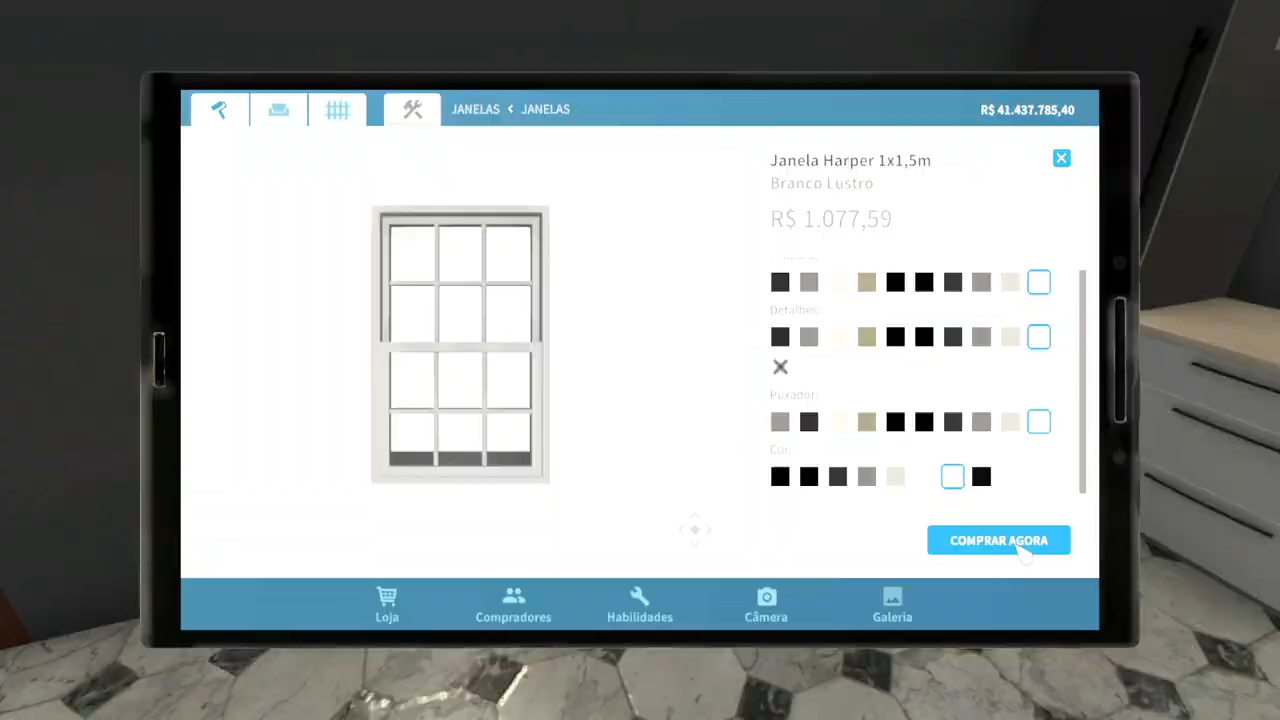 JANELAS < JANELAS
R$ 41.437.785,40
Janela Harper 1x1,5m
Branco Lustro
R$ 1.077,59
Detalhes:
Puxador:
Cor:
COMPRAR AGORA
Loja
Compradores
Habilidades
Câmera
Galeria